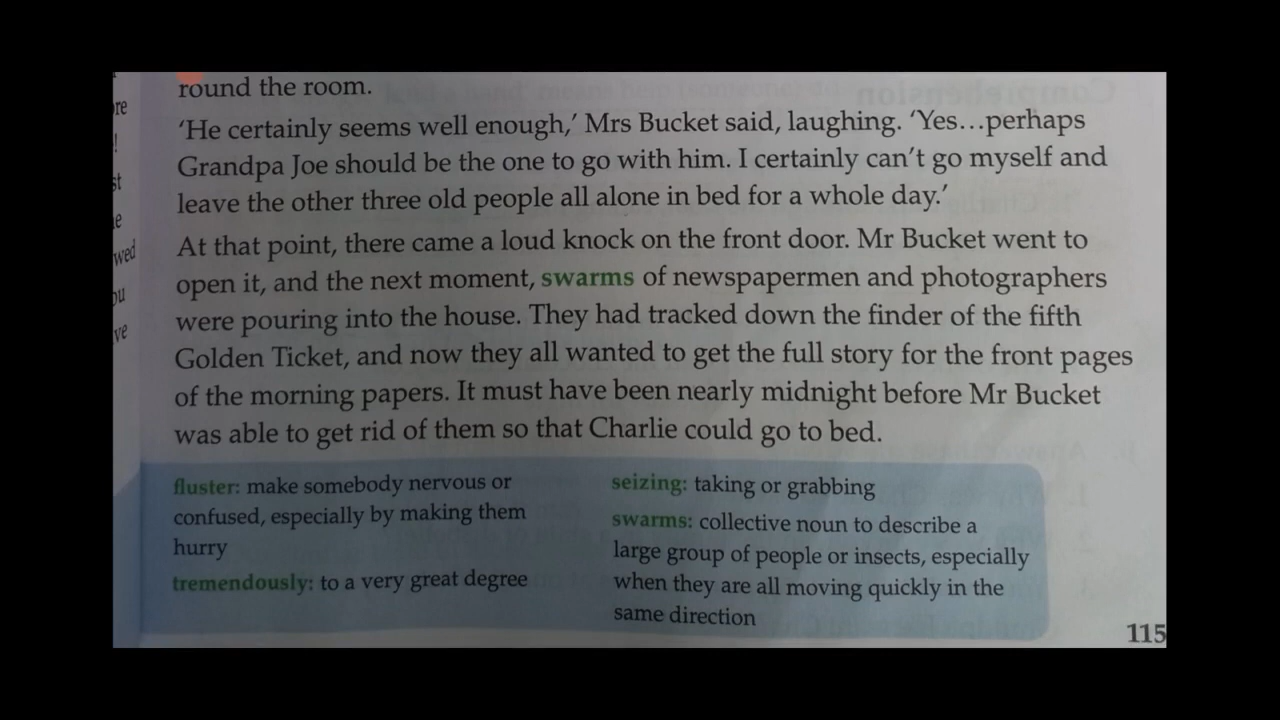 round the room.
‘He certainly seems well enough,’ Mrs Bucket said, laughing. ‘Yes…perhaps
Grandpa Joe should be the one to go with him. I certainly can’t go myself and
leave the other three old people all alone in bed for a whole day.’
At that point, there came a loud knock on the front door. Mr Bucket went to
open it, and the next moment, swarms of newspapermen and photographers
were pouring into the house. They had tracked down the finder of the fifth
Golden Ticket, and now they all wanted to get the full story for the front pages
of the morning papers. It must have been nearly midnight before Mr Bucket
was able to get rid of them so that Charlie could go to bed.
fluster: make somebody nervous or
confused, especially by making them
hurry
tremendously: to a very great degree
seizing: taking or grabbing
swarms: collective noun to describe a
large group of people or insects, especially
when they are all moving quickly in the
same direction
115